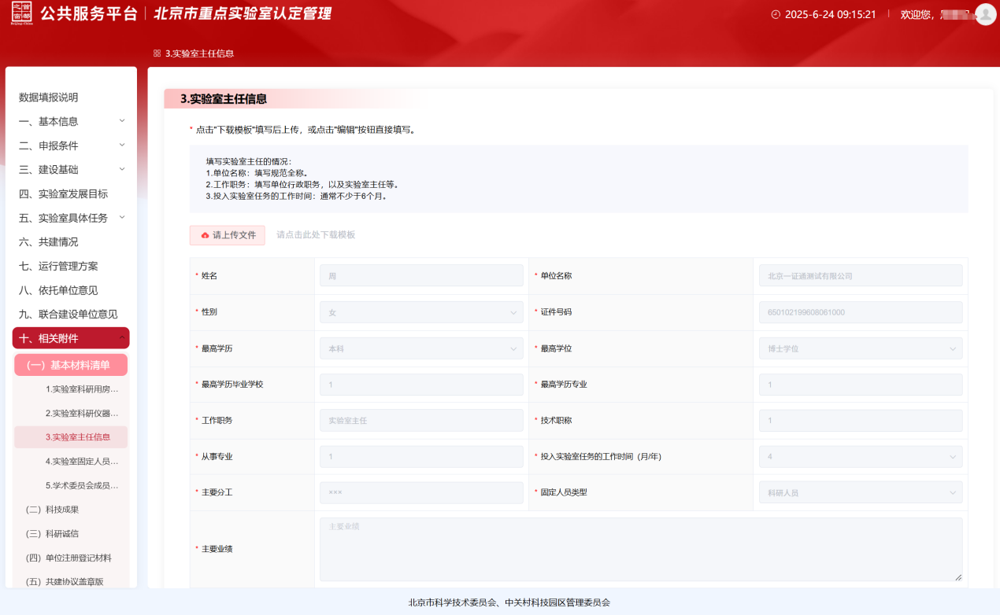 首都之窗
Beijing-China
公共服务平台
北京市重点实验室认定管理
2025-6-24 09:15:21
欢迎您,
3.实验室主任信息
数据填报说明
一、基本信息
二、申报条件
三、建设基础
四、实验室发展目标
五、实验室具体任务
六、共建情况
七、运行管理方案
八、依托单位意见
九、联合建设单位意见
十、相关附件
(一)基本材料清单
1.实验室科研用房...
2.实验室科研仪器...
3.实验室主任信息
4.实验室固定人员...
5.学术委员会成员...
(二)科技成果
(三)科研诚信
(四)单位注册登记材料
(五)共建协议盖章版
3.实验室主任信息
* 点击"下载模板"填写后上传，或点击"编辑"按钮直接填写。
填写实验室主任的情况：
1.单位名称：填写规范全称。
2.工作职务：填写单位行政职务，以及实验室主任等。
3.投入实验室任务的工作时间：通常不少于6个月。
请上传文件 请点击此处下载模板
* 姓名 周 * 单位名称 北京一证通测试有限公司
* 性别 女 * 证件号码 650102199608061000
* 最高学历 本科 * 最高学位 博士学位
* 最高学历毕业学校 1 * 最高学历专业 1
* 工作职务 实验室主任 * 技术职称 1
* 从事专业 1 * 投入实验室任务的工作时间（月/年） 4
* 主要分工 ××× * 固定人员类型 科研人员
* 主要业绩 主要业绩
北京市科学技术委员会、中关村科技园区管理委员会